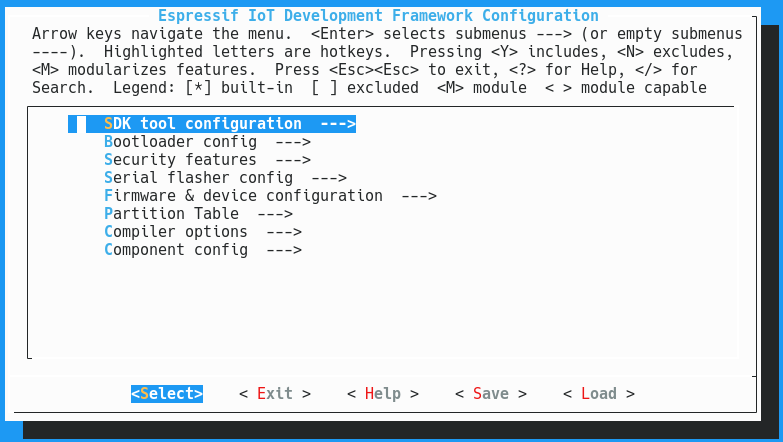 Espressif IoT Development Framework Configuration
Arrow keys navigate the menu.  <Enter> selects submenus ---> (or empty submenus
----).  Highlighted letters are hotkeys.  Pressing <Y> includes, <N> excludes,
<M> modularizes features.  Press <Esc><Esc> to exit, <?> for Help, </> for
Search.  Legend: [*] built-in  [ ] excluded  <M> module  < > module capable
SDK tool configuration  --->
Bootloader config  --->
Security features  --->
Serial flasher config  --->
Firmware & device configuration  --->
Partition Table  --->
Compiler options  --->
Component config  --->
<Select>    < Exit >    < Help >    < Save >    < Load >